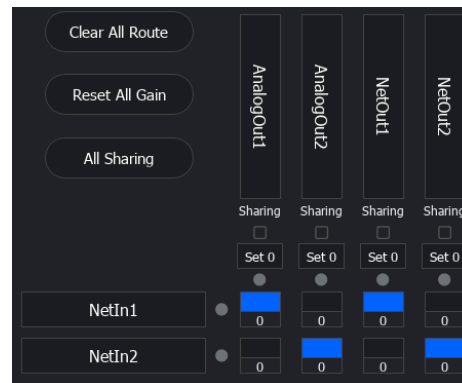 Clear All Route
Reset All Gain
All Sharing
AnalogOut1
AnalogOut2
NetOut1
NetOut2
Sharing Sharing Sharing Sharing
Set 0 Set 0 Set 0 Set 0
NetIn1 0 0 0 0
NetIn2 0 0 0 0